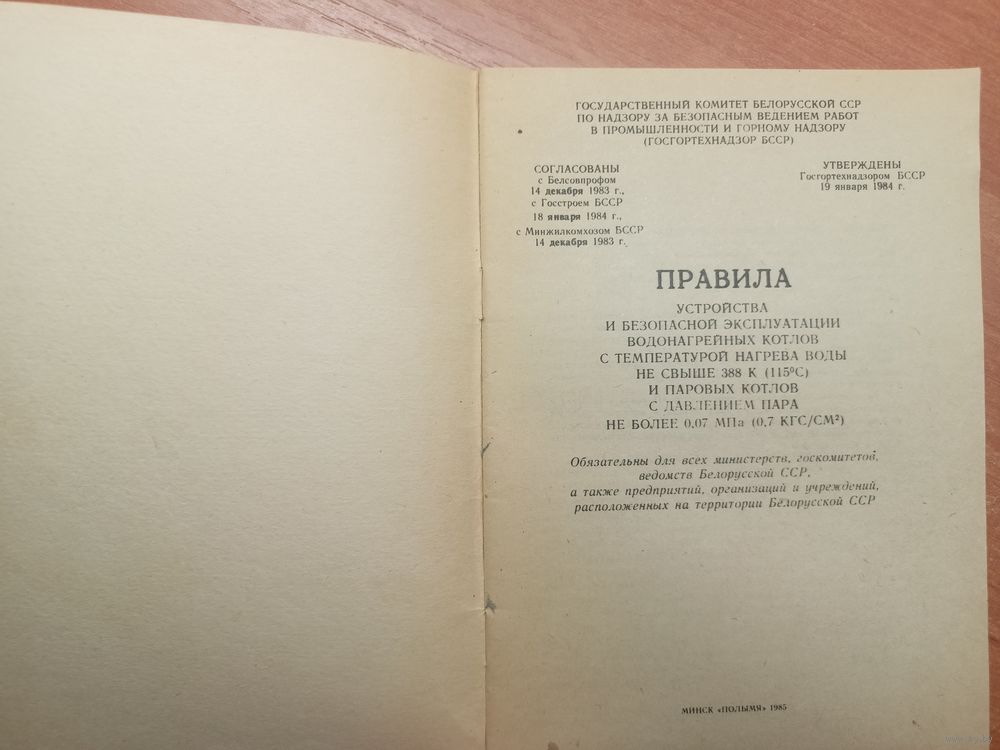 ГОСУДАРСТВЕННЫЙ КОМИТЕТ БЕЛОРУССКОЙ ССР
ПО НАДЗОРУ ЗА БЕЗОПАСНЫМ ВЕДЕНИЕМ РАБОТ
В ПРОМЫШЛЕННОСТИ И ГОРНОМУ НАДЗОРУ
(ГОСГОРТЕХНАДЗОР БССР)
СОГЛАСОВАНЫ
с Белсовпрофом
14 декабря 1983 г.,
с Госстроем БССР
18 января 1984 г.,
с Минжилкомхозом БССР
14 декабря 1983 г.
УТВЕРЖДЕНЫ
Госгортехнадзором БССР
19 января 1984 г.
ПРАВИЛА
УСТРОЙСТВА
И БЕЗОПАСНОЙ ЭКСПЛУАТАЦИИ
ВОДОНАГРЕЙНЫХ КОТЛОВ
С ТЕМПЕРАТУРОЙ НАГРЕВА ВОДЫ
НЕ СВЫШЕ 388 К (115°С)
И ПАРОВЫХ КОТЛОВ
С ДАВЛЕНИЕМ ПАРА
НЕ БОЛЕЕ 0,07 МПа (0,7 КГС/СМ²)
Обязательны для всех министерств, госкомитетов,
ведомств Белорусской ССР,
а также предприятий, организаций и учреждений,
расположенных на территории Белорусской ССР
МИНСК «ПОЛЫМЯ» 1985